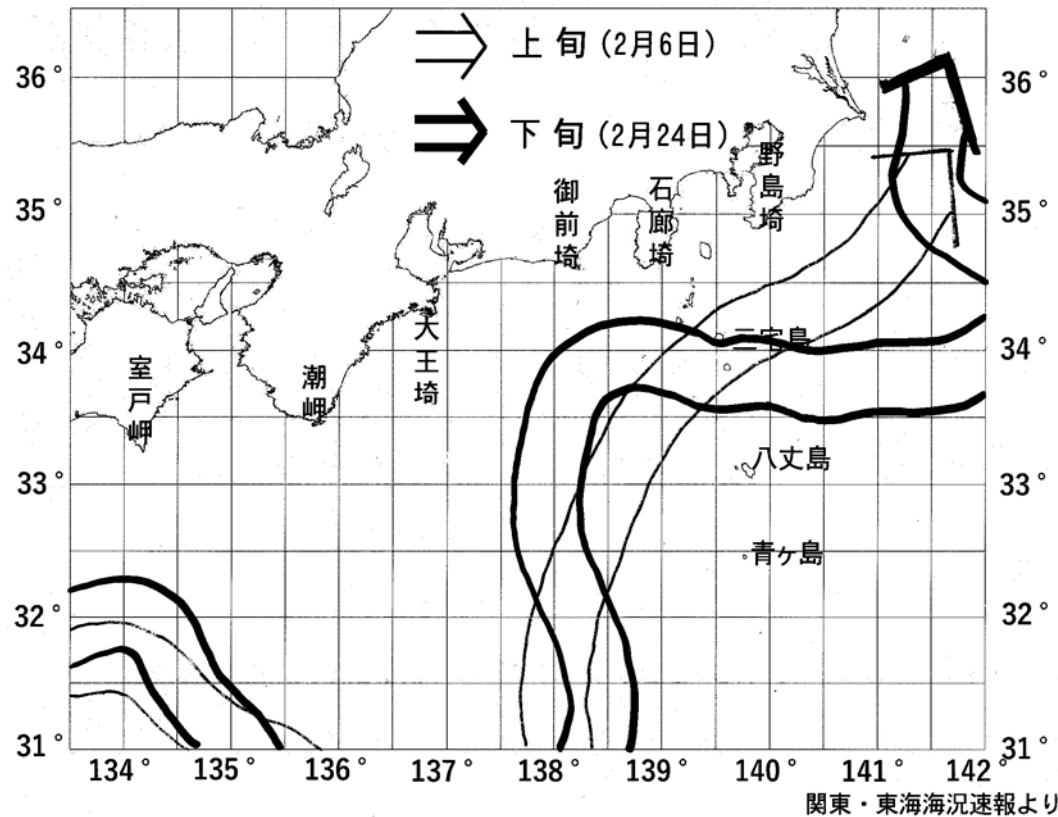 上旬(2月6日)
下旬(2月24日)
36°
36°
35°
35°
34°
34°
33°
33°
32°
32°
31°
31°
野島埼
石廊埼
御前埼
大王埼
潮岬
室戸岬
三宅島
八丈島
青ヶ島
134°
135°
136°
137°
138°
139°
140°
141°
142°
関東・東海海況速報より